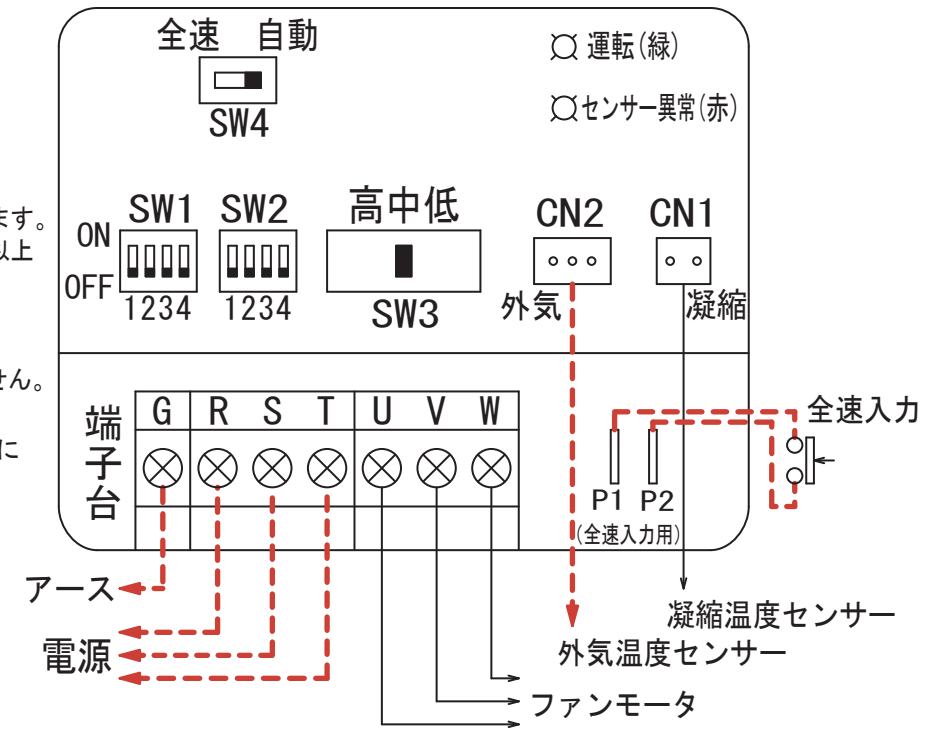 全速 自動
SW4
運転(緑)
センサー異常(赤)
ます。
以上
せん。
に
ON
OFF
SW1
1234
SW2
1234
高中低
SW3
CN2
外気
CN1
凝縮
端子台
G R S T U V W
P1 P2
(全速入力用)
全速入力
アース
電源
凝縮温度センサー
外気温度センサー
ファンモータ